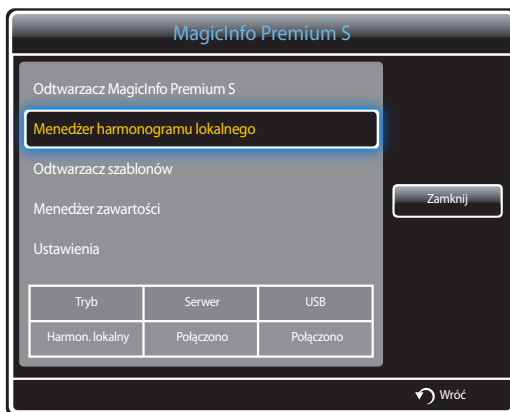 MagicInfo Premium S
Odtwarzacz MagicInfo Premium S
Menedżer harmonogramu lokalnego
Odtwarzacz szablonów
Menedżer zawartości
Ustawienia
Zamknij
Tryb Serwer USB
Harmon. lokalny Połączono Połączono
Wróć